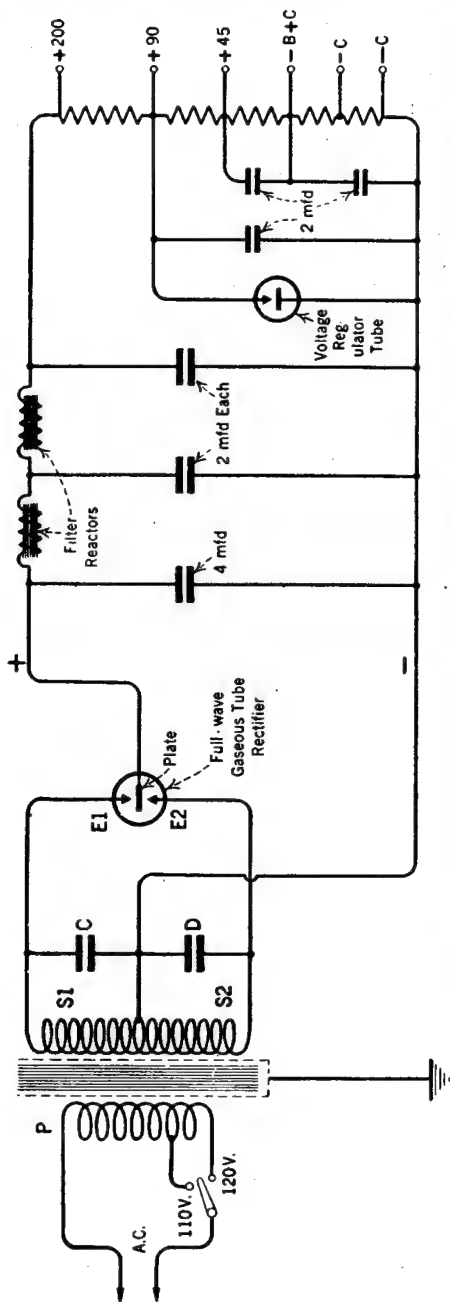 P
A.C.
110V.
120V.
S1
S2
C
D
E1
E2
Plate
Full-wave
Gaseous Tube
Rectifier
+
−
Filter
Reactors
4 mfd
2 mfd Each
Voltage
Reg
ulator
Tube
2 mfd
+200
+90
+45
−B+C
−C
−C